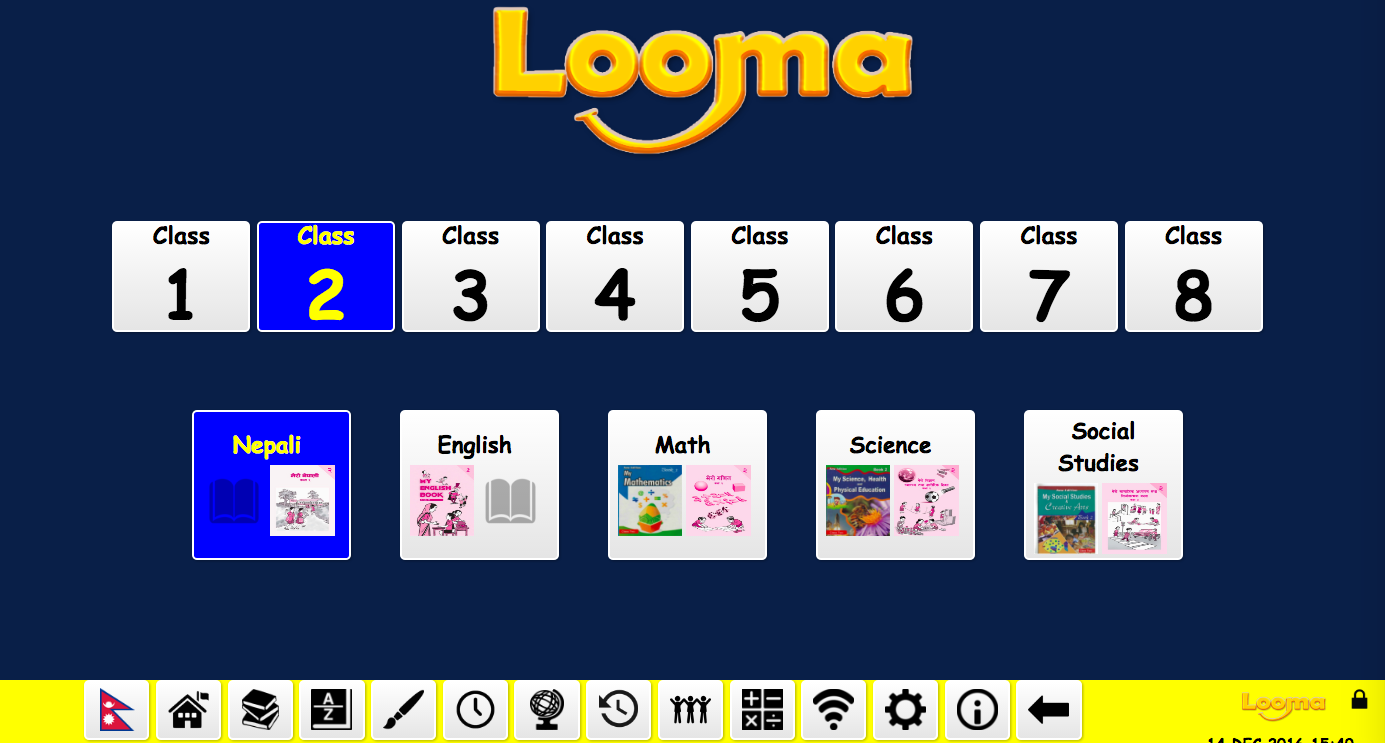 Looma
Class Class Class Class Class Class Class Class
1 2 3 4 5 6 7 8
Nepali English Math Science Social
Studies
मेरो नेपाली
MY
ENGLISH
BOOK
My
Mathematics
मेरो गणित
My Science, Health
and
Physical Education
My Social Studies
Creative Arts
A
Z
Looma
14 DEC 2016 15:49